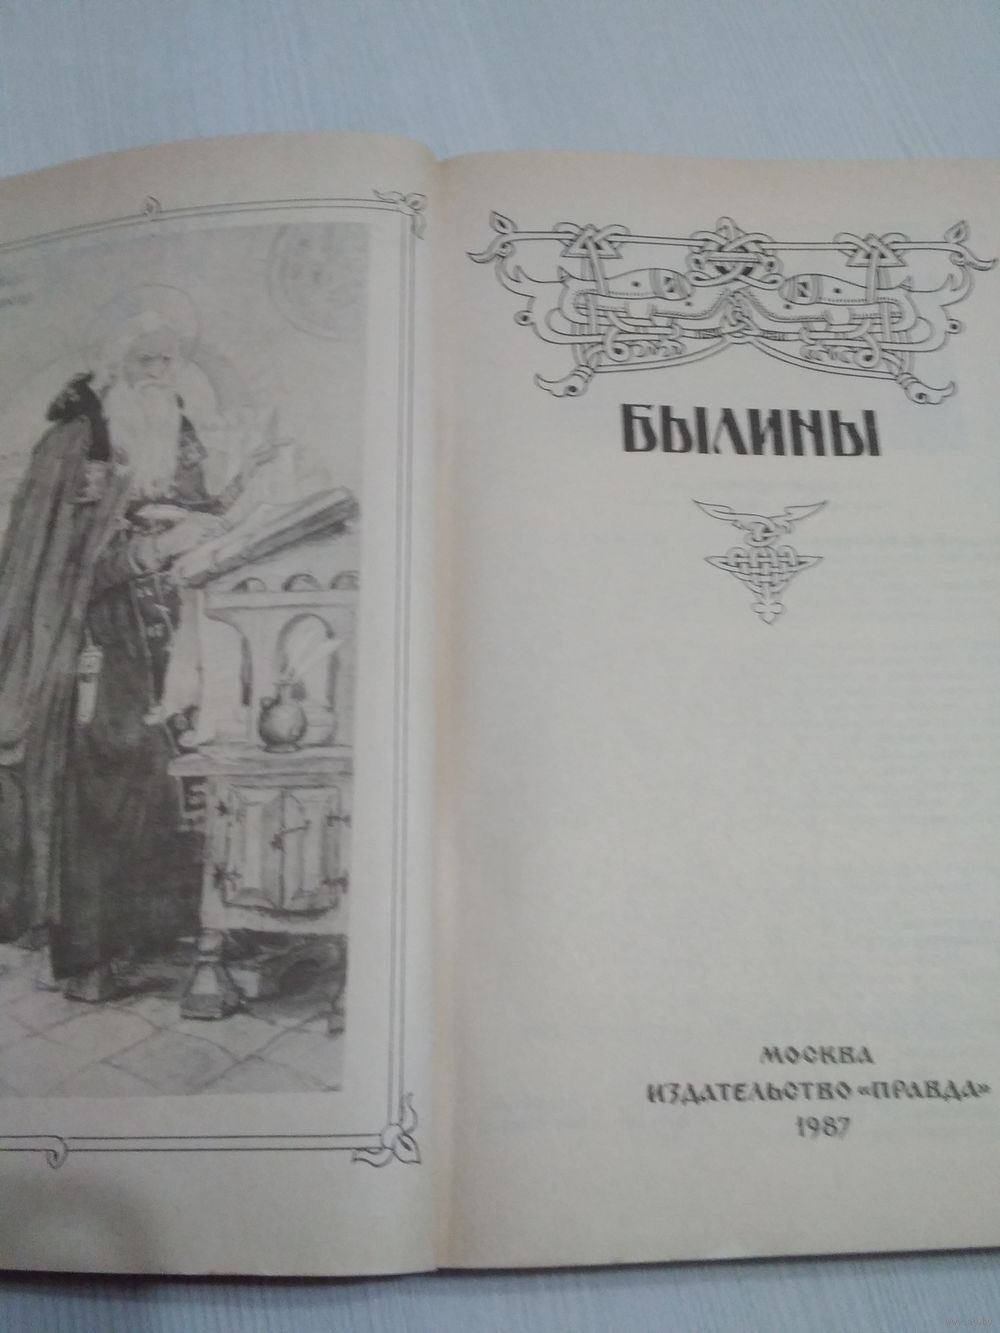 БЫЛИНЫ
МОСКВА
ИЗДАТЕЛЬСТВО «ПРАВДА»
1987